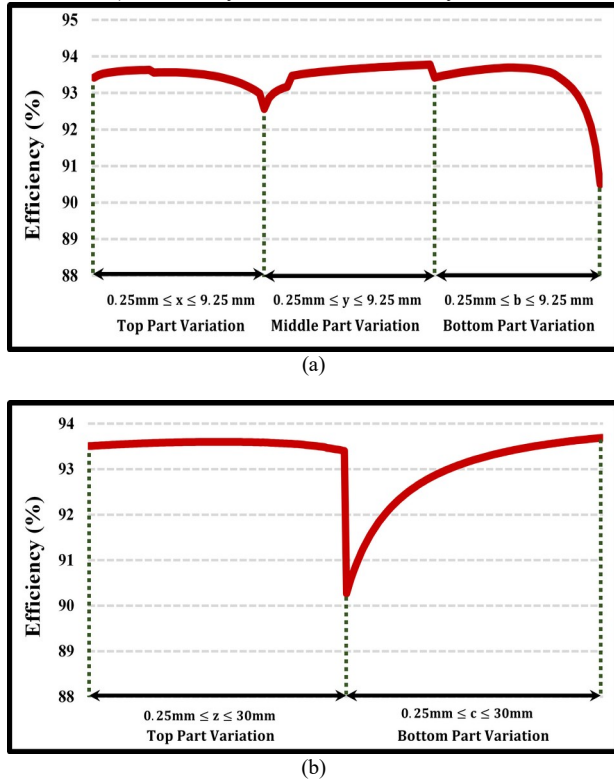 95
94
93
92
91
90
89
88
Efficiency (%)
0.25mm ≤ x ≤ 9.25 mm
Top Part Variation
0.25mm ≤ y ≤ 9.25 mm
Middle Part Variation
0.25mm ≤ b ≤ 9.25 mm
Bottom Part Variation
(a)
94
93
92
91
90
89
88
Efficiency (%)
0.25mm ≤ z ≤ 30mm
Top Part Variation
0.25mm ≤ c ≤ 30mm
Bottom Part Variation
(b)